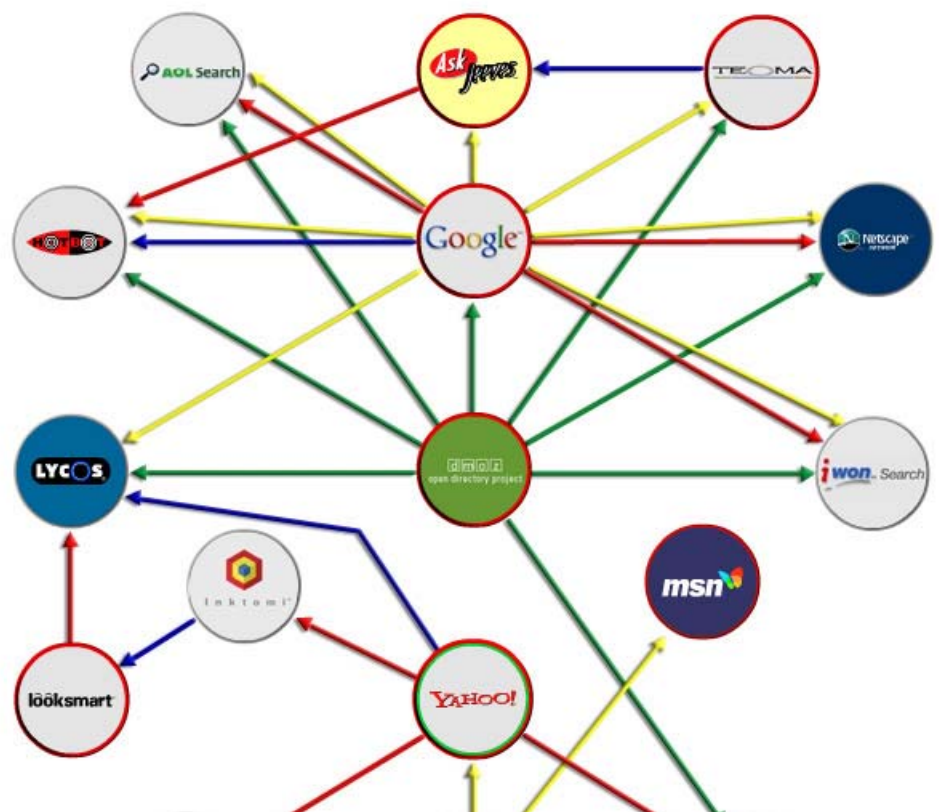 AOL Search
Ask
Jeeves
TEOMA
HOTBOT
Google
Netscape
NETWORK
LYCOS
dmoz
open directory project
iwon Search
Inktomi
msn
looksmart
YAHOO!